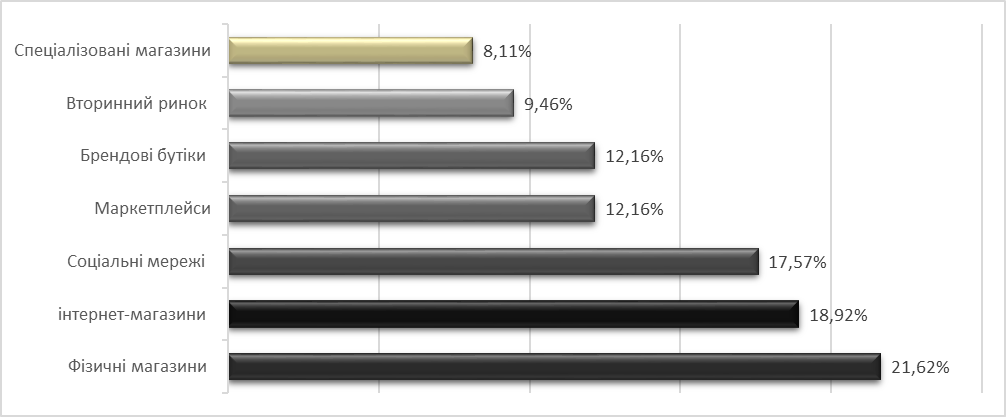 Спеціалізовані магазини 8,11%
Вторинний ринок 9,46%
Брендові бутіки 12,16%
Маркетплейси 12,16%
Соціальні мережі 17,57%
інтернет-магазини 18,92%
Фізичні магазини 21,62%